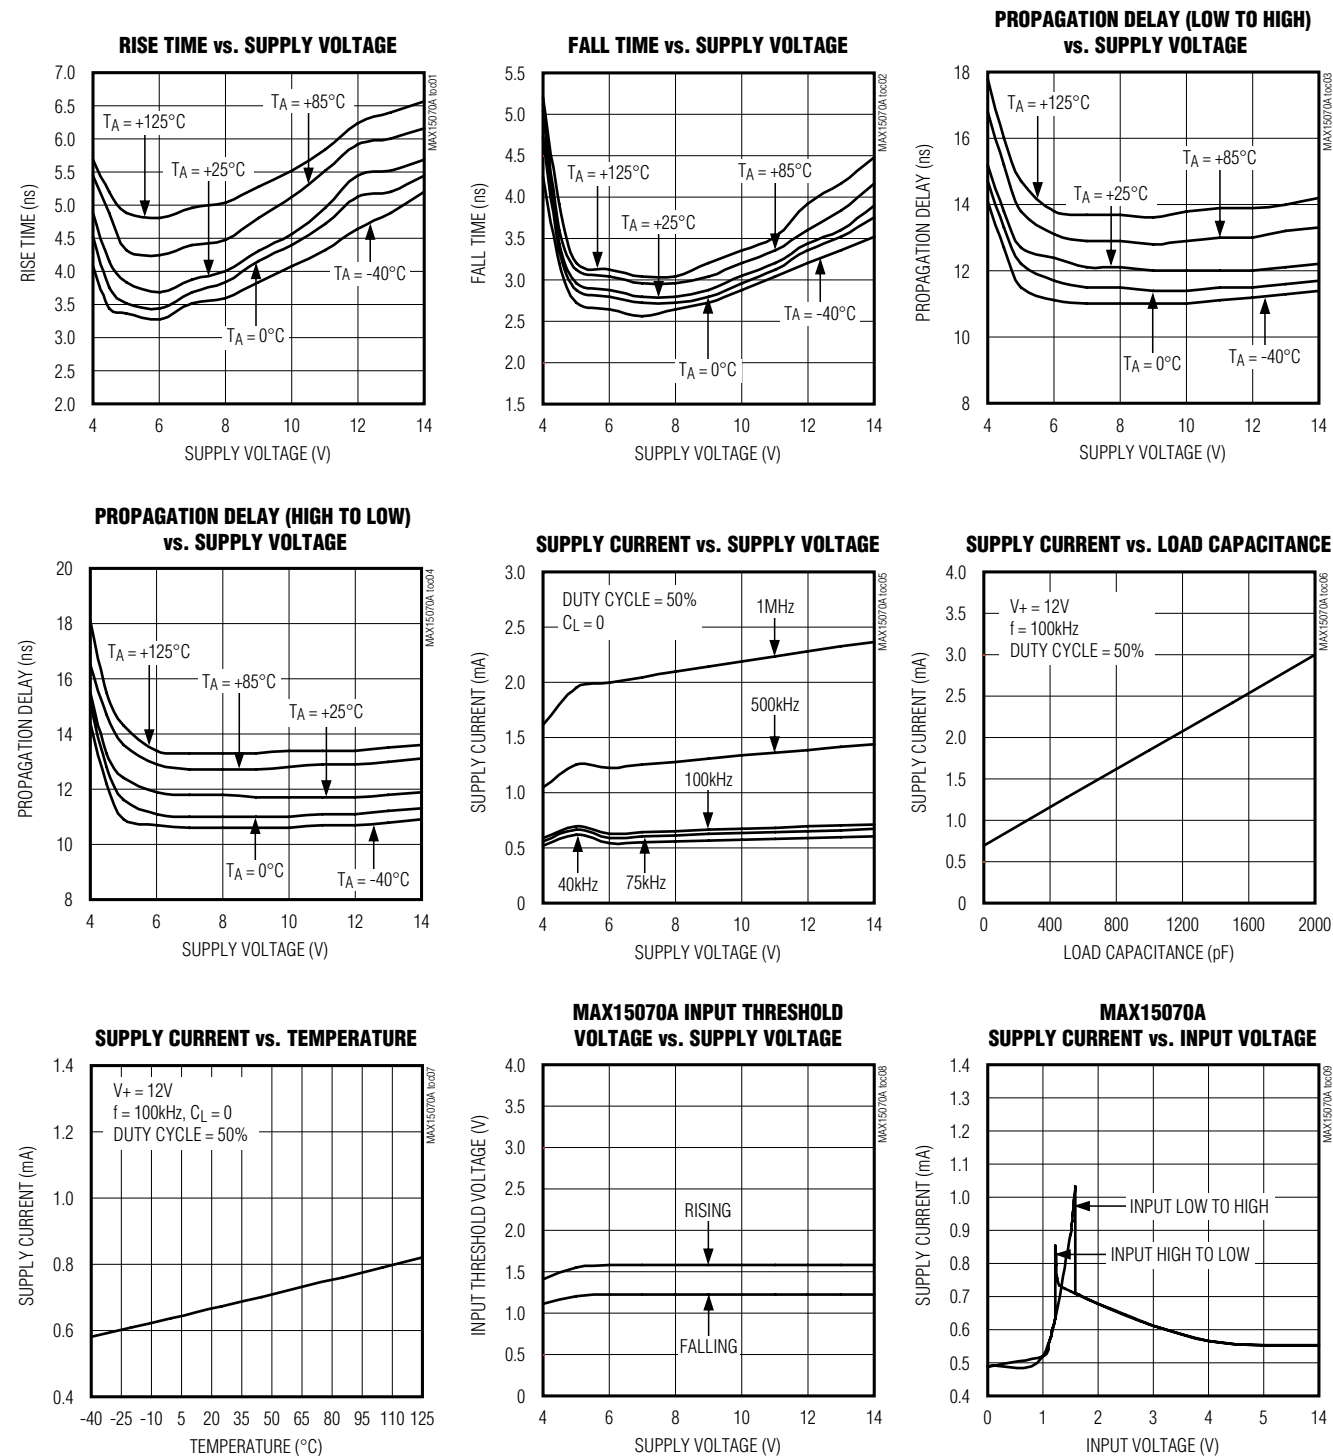 RISE TIME vs. SUPPLY VOLTAGE
MAX15070A toc01
RISE TIME (ns)
7.0
6.5
6.0
5.5
5.0
4.5
4.0
3.5
3.0
2.5
2.0
TA = +125°C
TA = +85°C
TA = +25°C
TA = -40°C
TA = 0°C
4 6 8 10 12 14
SUPPLY VOLTAGE (V)
FALL TIME vs. SUPPLY VOLTAGE
MAX15070A toc02
FALL TIME (ns)
5.5
5.0
4.5
4.0
3.5
3.0
2.5
2.0
1.5
TA = +125°C
TA = +85°C
TA = +25°C
TA = -40°C
TA = 0°C
4 6 8 10 12 14
SUPPLY VOLTAGE (V)
PROPAGATION DELAY (LOW TO HIGH)
vs. SUPPLY VOLTAGE
MAX15070A toc03
PROPAGATION DELAY (ns)
18
16
14
12
10
8
TA = +125°C
TA = +85°C
TA = +25°C
TA = 0°C
TA = -40°C
4 6 8 10 12 14
SUPPLY VOLTAGE (V)
PROPAGATION DELAY (HIGH TO LOW)
vs. SUPPLY VOLTAGE
MAX15070A toc04
PROPAGATION DELAY (ns)
20
18
16
14
12
10
8
TA = +125°C
TA = +85°C
TA = +25°C
TA = 0°C
TA = -40°C
4 6 8 10 12 14
SUPPLY VOLTAGE (V)
SUPPLY CURRENT vs. SUPPLY VOLTAGE
MAX15070A toc05
SUPPLY CURRENT (mA)
3.0
2.5
2.0
1.5
1.0
0.5
0
DUTY CYCLE = 50%
CL = 0
1MHz
500kHz
100kHz
40kHz
75kHz
4 6 8 10 12 14
SUPPLY VOLTAGE (V)
SUPPLY CURRENT vs. LOAD CAPACITANCE
MAX15070A toc06
SUPPLY CURRENT (mA)
4.0
3.5
3.0
2.5
2.0
1.5
1.0
0.5
0
V+ = 12V
f = 100kHz
DUTY CYCLE = 50%
0 400 800 1200 1600 2000
LOAD CAPACITANCE (pF)
SUPPLY CURRENT vs. TEMPERATURE
MAX15070A toc07
SUPPLY CURRENT (mA)
1.4
1.2
1.0
0.8
0.6
0.4
V+ = 12V
f = 100kHz, CL = 0
DUTY CYCLE = 50%
-40 -25 -10 5 20 35 50 65 80 95 110 125
TEMPERATURE (°C)
MAX15070A INPUT THRESHOLD
VOLTAGE vs. SUPPLY VOLTAGE
MAX15070A toc08
INPUT THRESHOLD VOLTAGE (V)
4.0
3.5
3.0
2.5
2.0
1.5
1.0
0.5
0
RISING
FALLING
4 6 8 10 12 14
SUPPLY VOLTAGE (V)
MAX15070A
SUPPLY CURRENT vs. INPUT VOLTAGE
MAX15070A toc09
SUPPLY CURRENT (mA)
1.4
1.3
1.2
1.1
1.0
0.9
0.8
0.7
0.6
0.5
0.4
INPUT LOW TO HIGH
INPUT HIGH TO LOW
0 1 2 3 4 5 14
INPUT VOLTAGE (V)